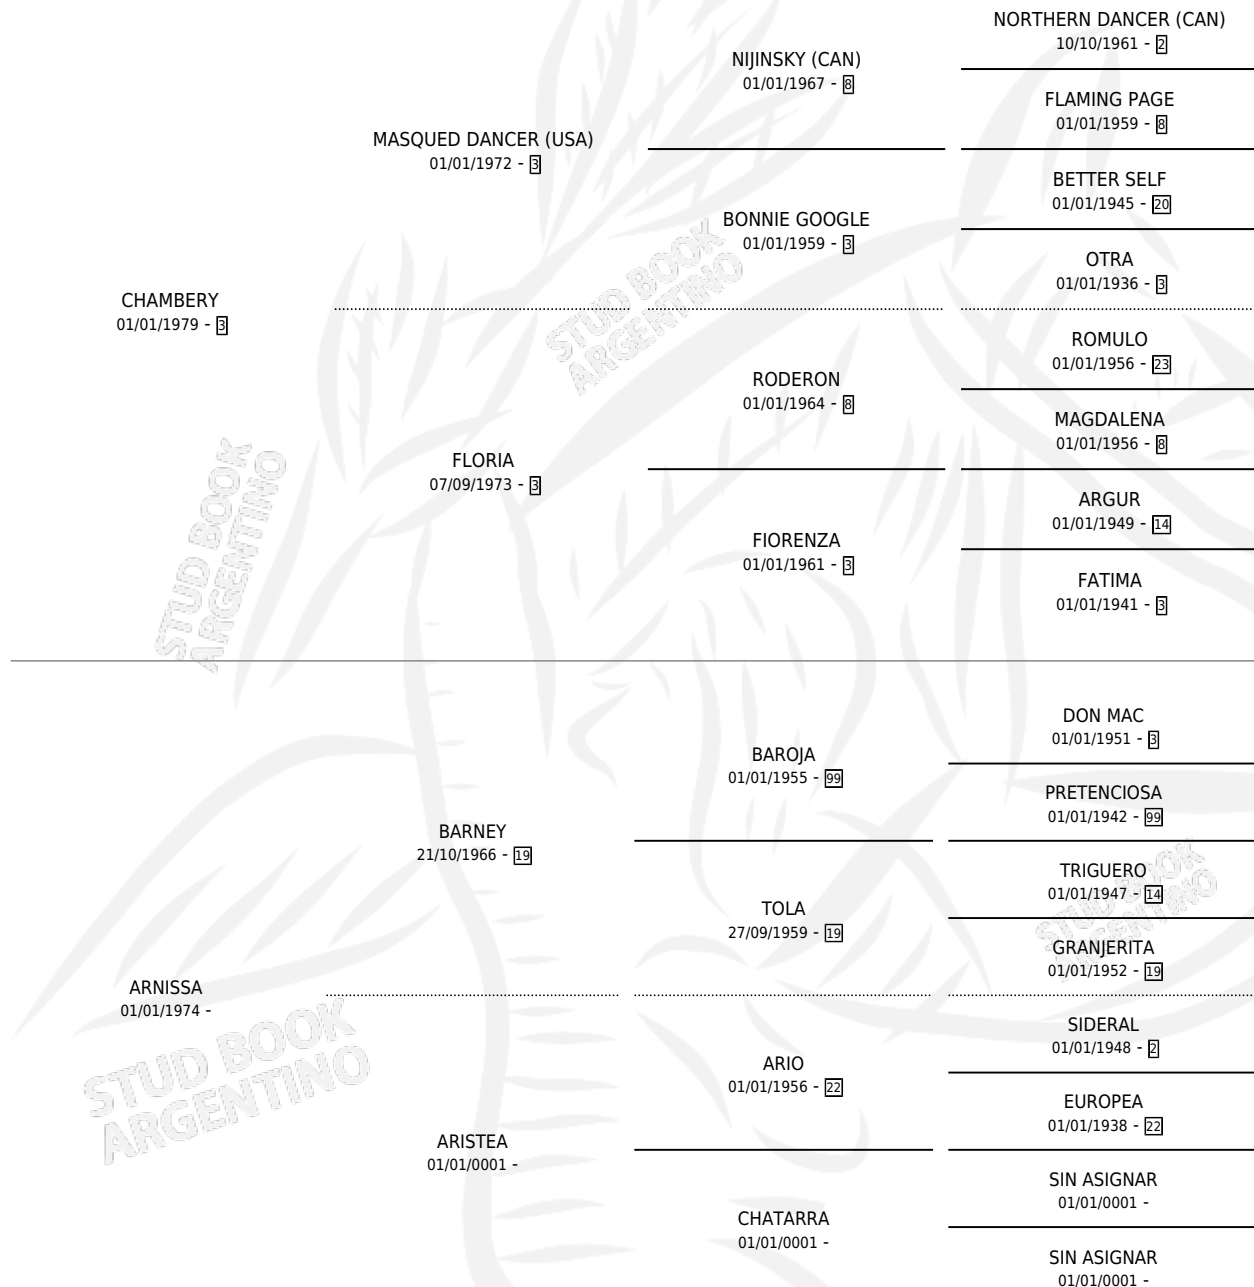 NORTHERN DANCER (CAN)
10/10/1961 - 2
NIJINSKY (CAN)
01/01/1967 - 8
FLAMING PAGE
01/01/1959 - 8
MASQUED DANCER (USA)
01/01/1972 - 3
BETTER SELF
01/01/1945 - 20
BONNIE GOOGLE
01/01/1959 - 3
OTRA
01/01/1936 - 3
CHAMBERY
01/01/1979 - 3
ROMULO
01/01/1956 - 23
RODERON
01/01/1964 - 8
MAGDALENA
01/01/1956 - 8
FLORIA
07/09/1973 - 3
ARGUR
01/01/1949 - 14
FIORENZA
01/01/1961 - 3
FATIMA
01/01/1941 - 3
DON MAC
01/01/1951 - 3
BAROJA
01/01/1955 - 99
PRETENCIOSA
01/01/1942 - 99
BARNEY
21/10/1966 - 19
TRIGUERO
01/01/1947 - 14
TOLA
27/09/1959 - 19
GRANJERITA
01/01/1952 - 19
ARNISSA
01/01/1974 -
SIDERAL
01/01/1948 - 2
ARIO
01/01/1956 - 22
EUROPEA
01/01/1938 - 22
ARISTEA
01/01/0001 -
SIN ASIGNAR
01/01/0001 -
CHATARRA
01/01/0001 -
SIN ASIGNAR
01/01/0001 -
STUD BOOK
ARGENTINO
STUD BOOK
ARGENTINO
STUD BOOK
ARGENTINO
STUD BOOK
ARGENTINO